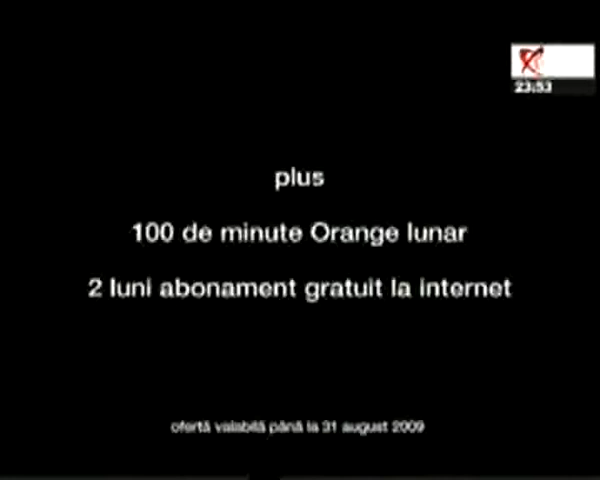 23:53
plus
100 de minute Orange lunar
2 luni abonament gratuit la internet
ofertă valabilă până la 31 august 2009